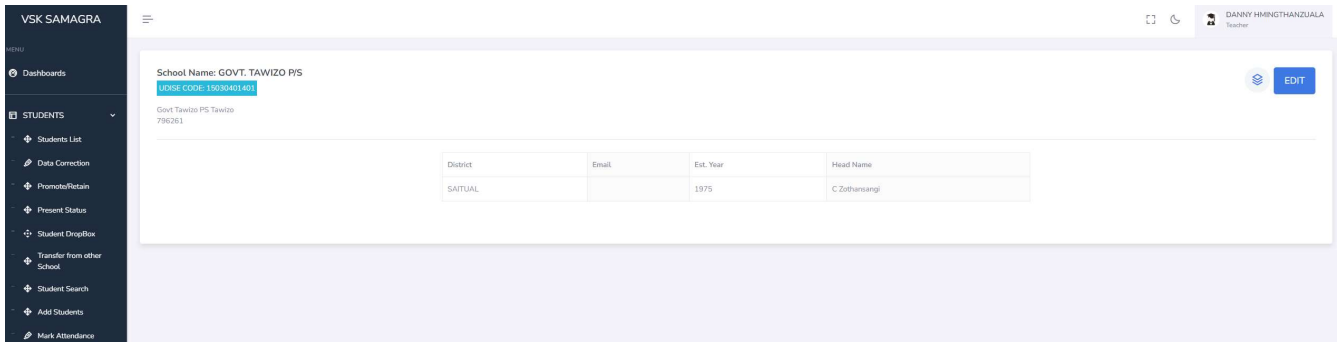 VSK SAMAGRA
DANNY HMINGTHANZUALA
Teacher
MENU
Dashboards
STUDENTS
Students List
Data Correction
Promote/Retain
Present Status
Student DropBox
Transfer from other
School
Student Search
Add Students
Mark Attendance
School Name: GOVT. TAWIZO P/S
UDISE CODE: 15030401401
EDIT
Govt Tawizo PS Tawizo
796261
District Email Est. Year Head Name
SAITUAL 1975 C Zothansangi